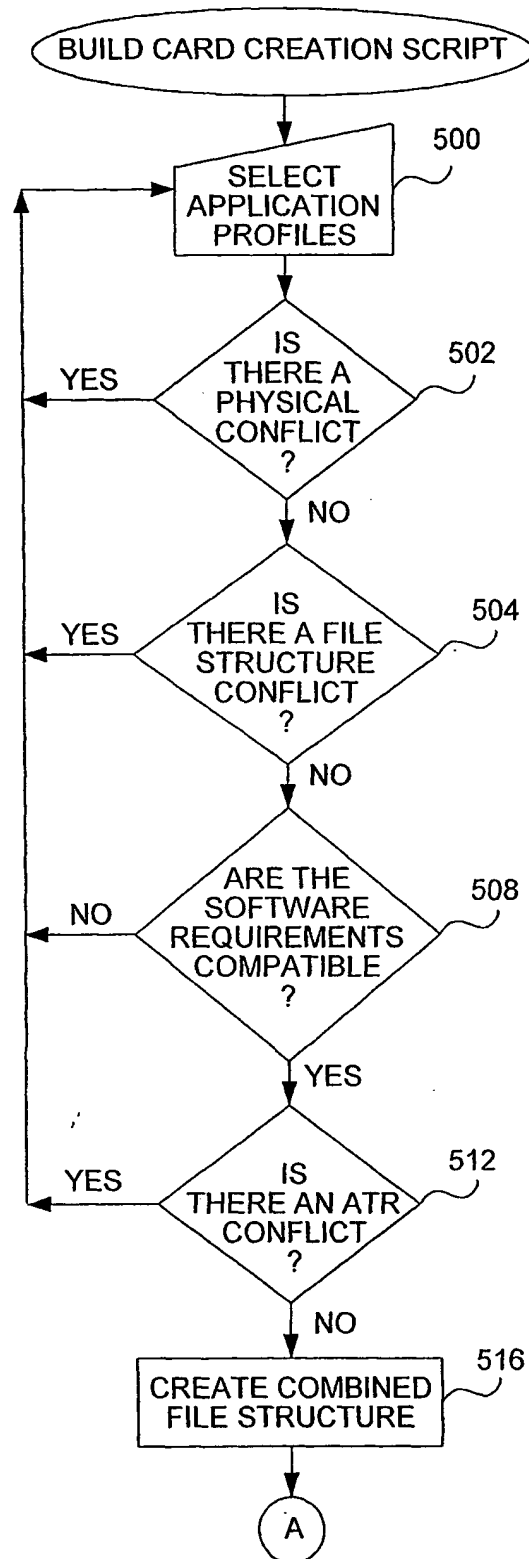 BUILD CARD CREATION SCRIPT
500
SELECT
APPLICATION
PROFILES
IS
THERE A
PHYSICAL
CONFLICT
?
502
YES
NO
IS
THERE A FILE
STRUCTURE
CONFLICT
?
504
YES
NO
ARE THE
SOFTWARE
REQUIREMENTS
COMPATIBLE
?
508
NO
YES
IS
THERE AN ATR
CONFLICT
?
512
YES
NO
CREATE COMBINED
FILE STRUCTURE
516
A